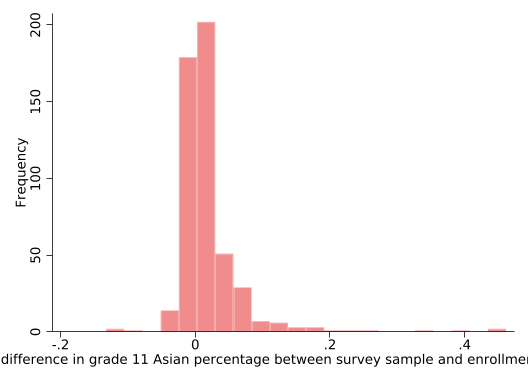 200
150
100
50
0
Frequency
-.2 0 .2 .4
difference in grade 11 Asian percentage between survey sample and